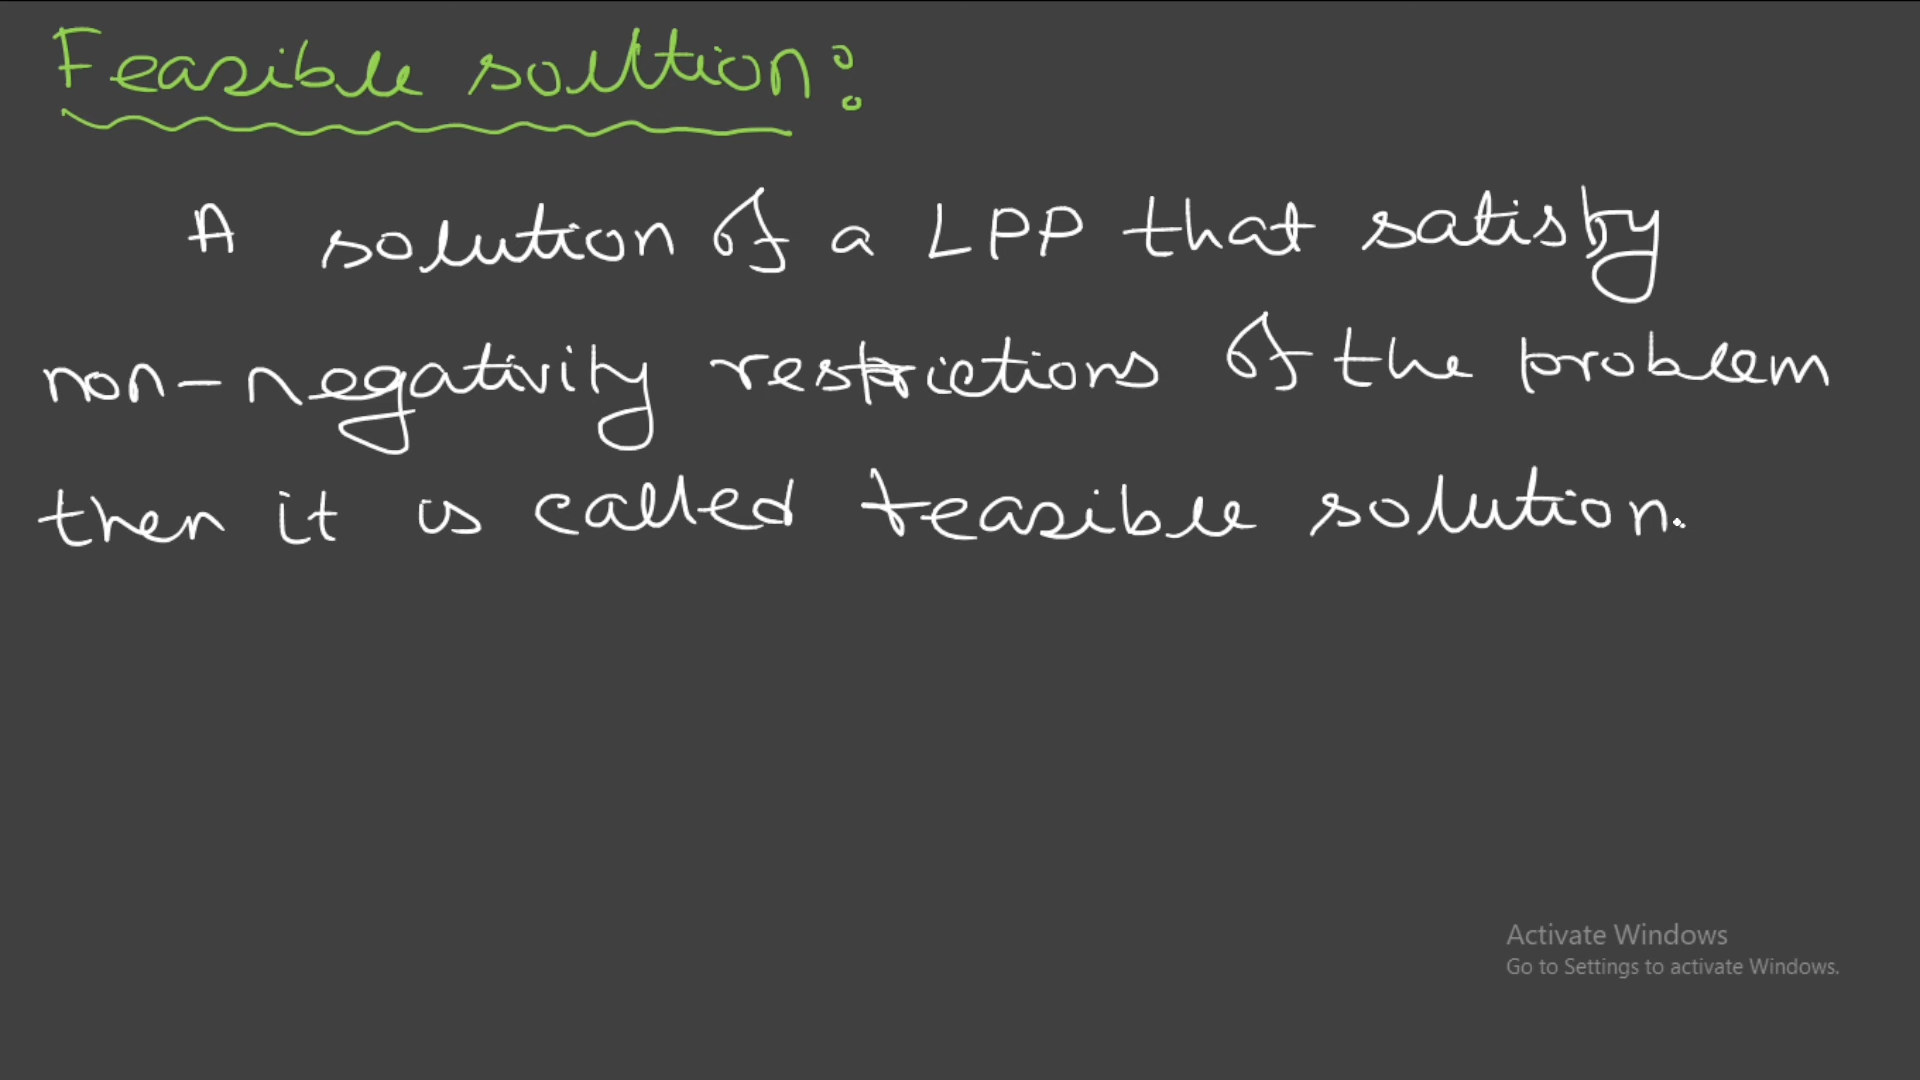 Feasible soultion:
A solution of a LPP that satisfy
non-negativity restrictions of the problem
then it is called feasible solution.
Activate Windows
Go to Settings to activate Windows.